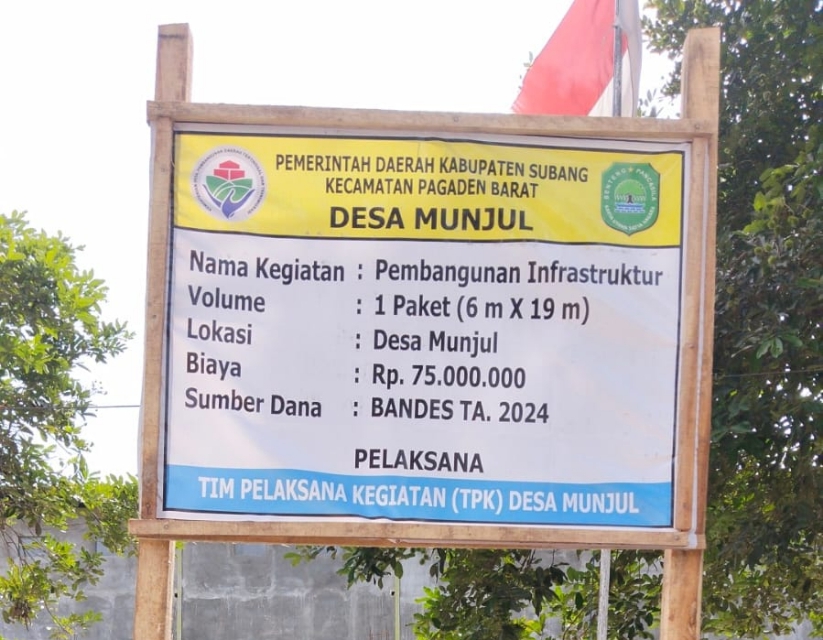 PEMERINTAH DAERAH KABUPATEN SUBANG
KECAMATAN PAGADEN BARAT
DESA MUNJUL
Nama Kegiatan : Pembangunan Infrastruktur
Volume : 1 Paket (6 m X 19 m)
Lokasi : Desa Munjul
Biaya : Rp. 75.000.000
Sumber Dana : BANDES TA. 2024
PELAKSANA
TIM PELAKSANA KEGIATAN (TPK) DESA MUNJUL